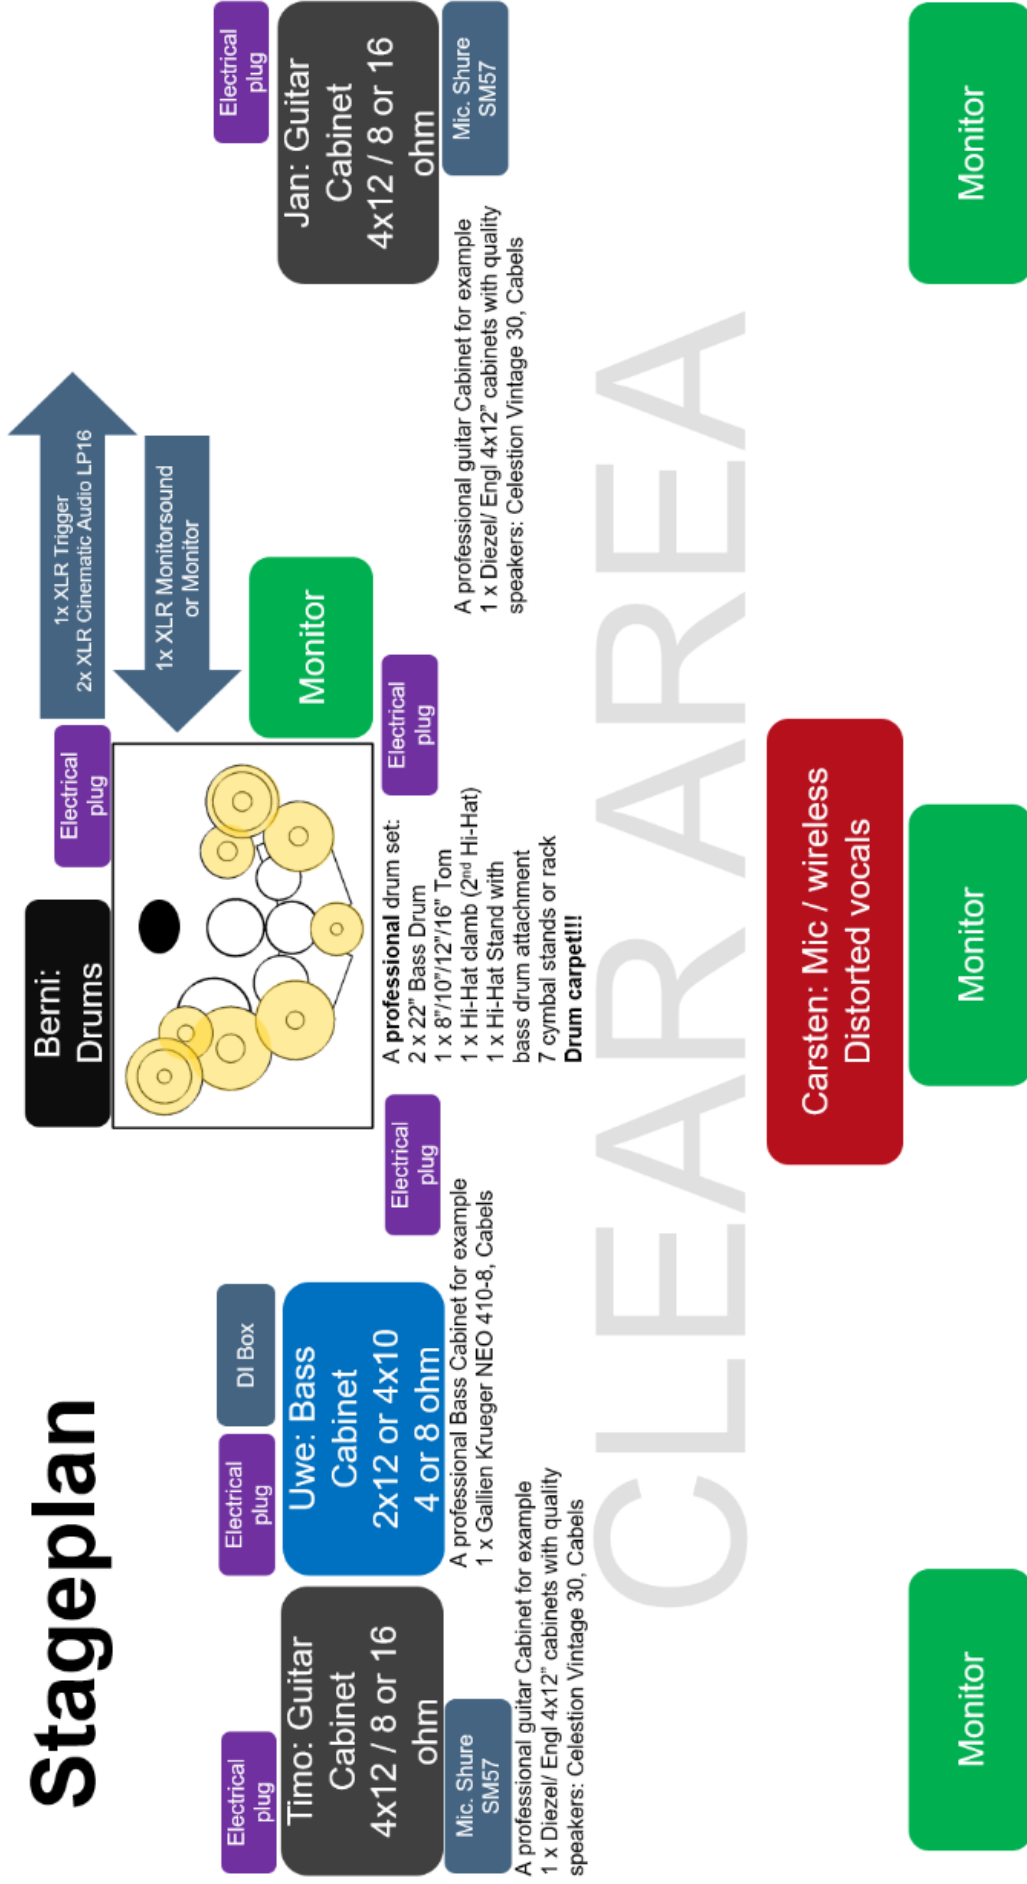 Stageplan
Berni:
Drums
Electrical
plug
1x XLR Trigger
2x XLR Cinematic Audio LP16
1x XLR Monitorsound
or Monitor
Monitor
Electrical
plug
Timo: Guitar
Cabinet
4x12 / 8 or 16
ohm
Mic. Shure
SM57
A professional guitar Cabinet for example
1 x Diezel/ Engl 4x12” cabinets with quality
speakers: Celestion Vintage 30, Cabels
Electrical
plug
DI Box
Uwe: Bass
Cabinet
2x12 or 4x10
4 or 8 ohm
A professional Bass Cabinet for example
1 x Gallien Krueger NEO 410-8, Cabels
Electrical
plug
A professional drum set:
2 x 22” Bass Drum
1 x 8”/10”/12”/16” Tom
1 x Hi-Hat clamb (2nd Hi-Hat)
1 x Hi-Hat Stand with
bass drum attachment
7 cymbal stands or rack
Drum carpet!!!
Electrical
plug
Electrical
plug
Jan: Guitar
Cabinet
4x12 / 8 or 16
ohm
Mic. Shure
SM57
A professional guitar Cabinet for example
1 x Diezel/ Engl 4x12” cabinets with quality
speakers: Celestion Vintage 30, Cabels
CLEAR AREA
Carsten: Mic / wireless
Distorted vocals
Monitor
Monitor
Monitor